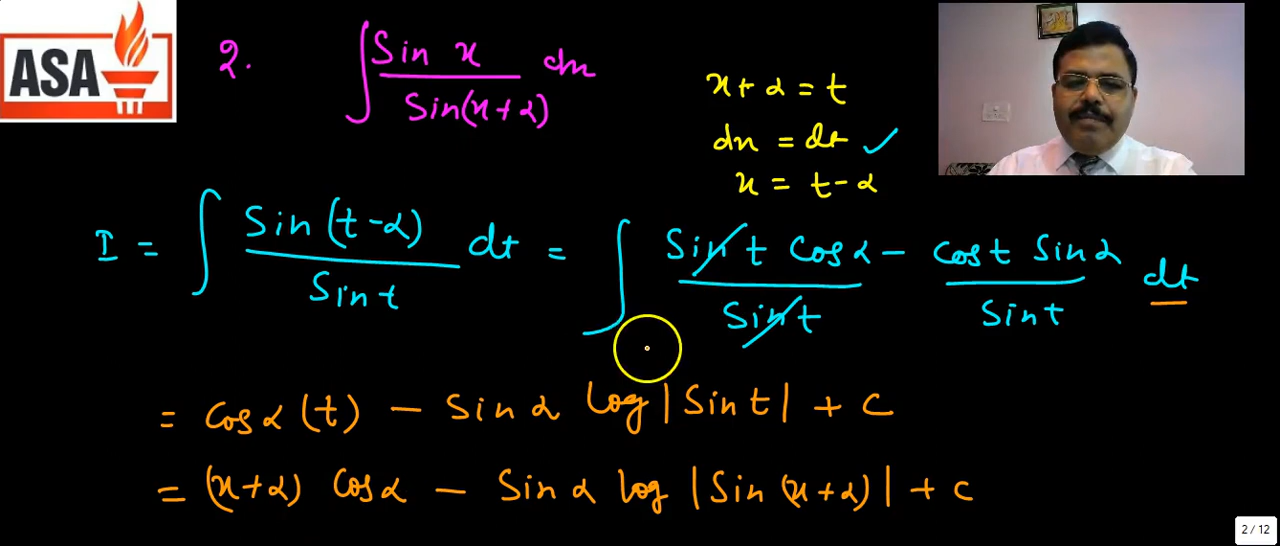 ASA
2. ∫ Sin x / Sin(x+α) dx
x+α = t
dx = dt ✓
x = t-α
I = ∫ Sin(t-α) / Sin t dt = ∫ Sin t Cos α / Sin t - Cos t Sin α / Sin t dt
= Cos α (t) - Sin α log |Sin t| + C
= (x+α) Cos α - Sin α log |Sin (x+α)| + C
2 / 12